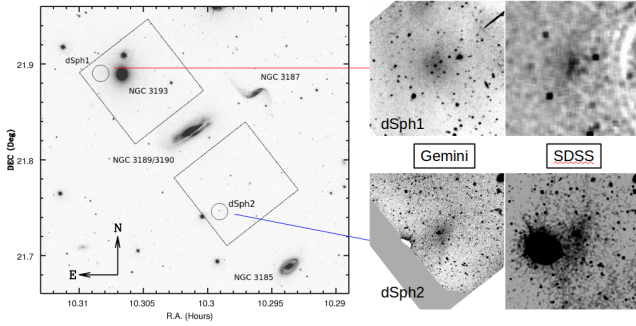 21.9
21.8
21.7
DEC (Deg)
dSph1
NGC 3193
NGC 3187
NGC 3189/3190
dSph2
NGC 3185
N
E
10.31
10.305
10.3
10.295
10.29
R.A. (Hours)
dSph1
Gemini
SDSS
dSph2